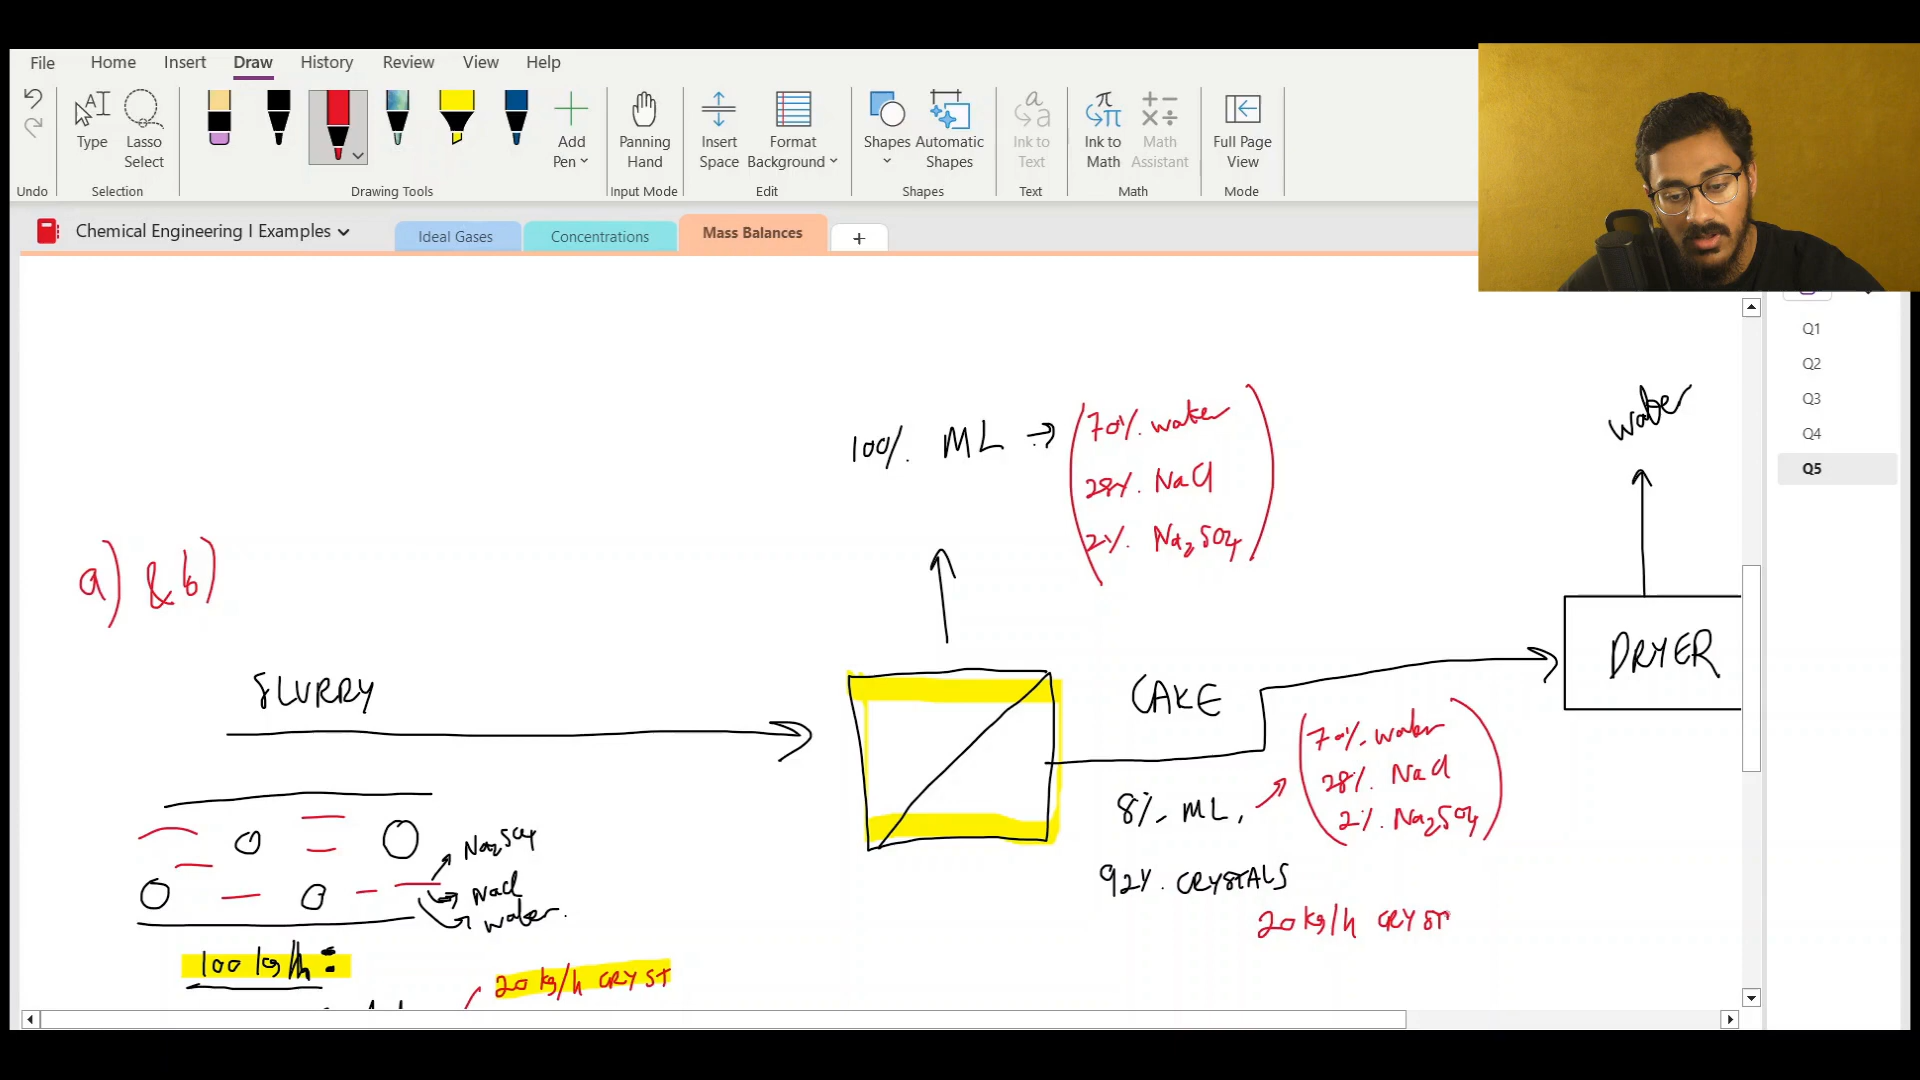 File Home Insert Draw History Review View Help
Type
Lasso Select
Add Pen
Panning Hand
Insert Space
Format Background
Shapes
Automatic Shapes
Ink to Text
Ink to Math
Math Assistant
Full Page View
Undo Selection Drawing Tools Input Mode Edit Shapes Text Math Mode
Chemical Engineering I Examples
Ideal Gases Concentrations Mass Balances +
Q1
Q2
Q3
Q4
Q5
100% ML →
70% water
28% NaCl
2% Na₂SO₄
water
a) & b)
SLURRY
CAKE
DRYER
70% water
28% NaCl
2% Na₂SO₄
8% ML,
92% CRYSTALS
20 kg/h CRYST
Na₂SO₄
NaCl
water.
100 kg/h :
20 kg/h CRYST